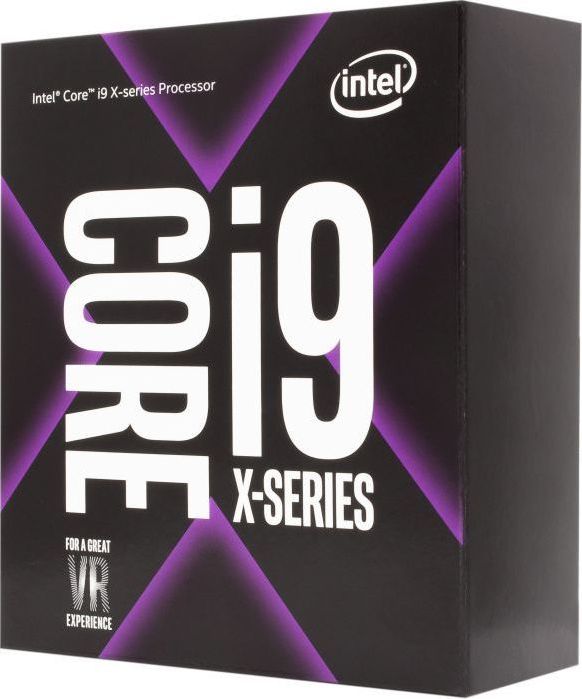 Intel® Core™ i9 X-series Processor
intel®
CORE
i9
X-SERIES
FOR A GREAT
VR
EXPERIENCE